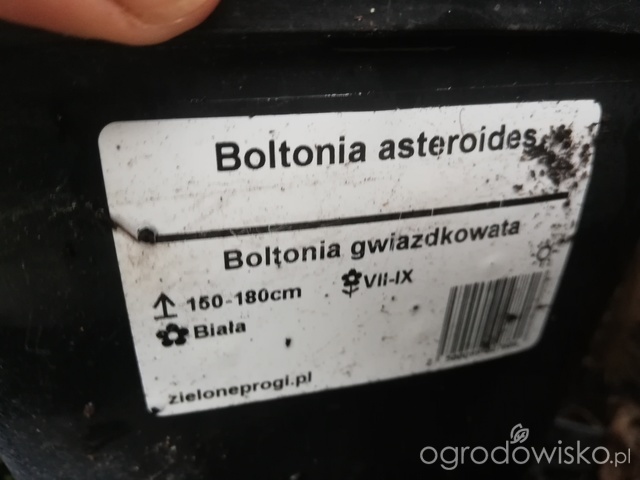 Boltonia asteroides
Boltonia gwiazdkowata
150-180cm
VII-IX
Biała
zieloneprogi.pl
ogrodowisko.pl